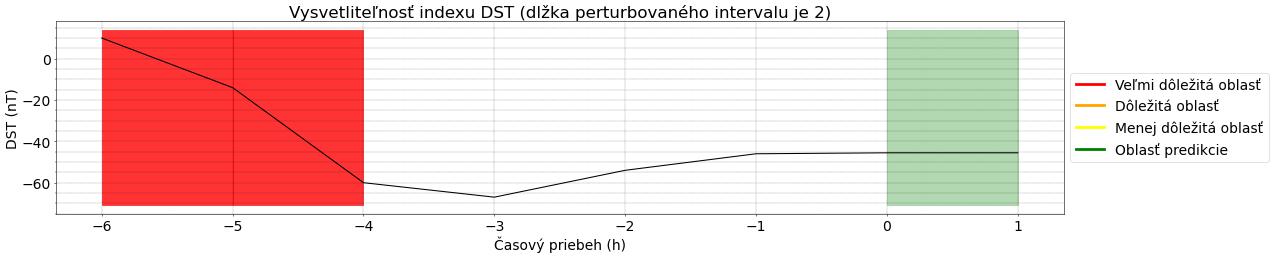 Vysvetliteľnosť indexu DST (dĺžka perturbovaného intervalu je 2)
DST (nT)
0
−20
−40
−60
−6 −5 −4 −3 −2 −1 0 1
Časový priebeh (h)
Veľmi dôležitá oblasť
Dôležitá oblasť
Menej dôležitá oblasť
Oblasť predikcie